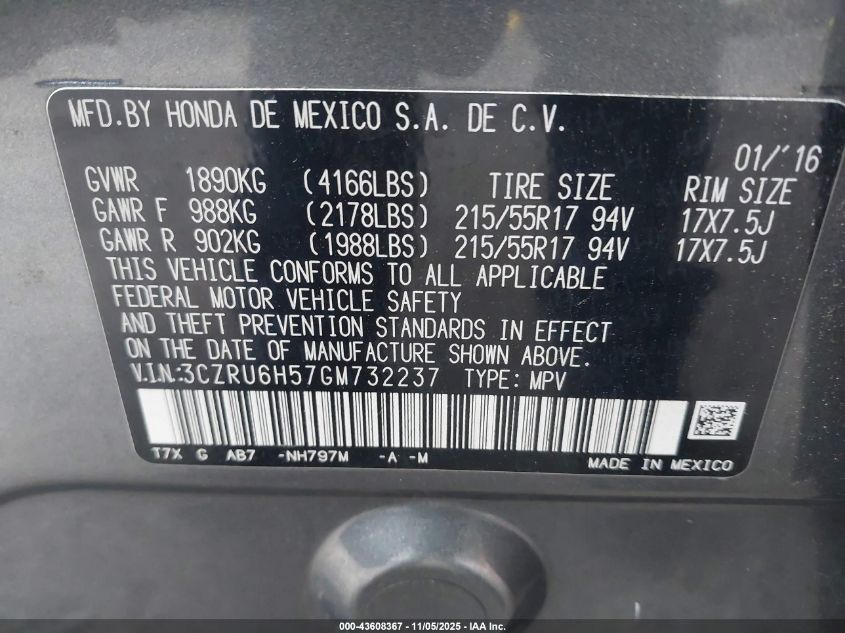 MFD.BY HONDA DE MEXICO S.A. DE C.V.
01/'16
GVWR 1890KG (4166LBS) TIRE SIZE RIM SIZE
GAWR F 988KG (2178LBS) 215/55R17 94V 17X7.5J
GAWR R 902KG (1988LBS) 215/55R17 94V 17X7.5J
THIS VEHICLE CONFORMS TO ALL APPLICABLE
FEDERAL MOTOR VEHICLE SAFETY
AND THEFT PREVENTION STANDARDS IN EFFECT
ON THE DATE OF MANUFACTURE SHOWN ABOVE.
V.I.N:3CZRU6H57GM732237 TYPE: MPV
T7X G AB7 -NH797M -A -M
MADE IN MEXICO
000-43608367 - 11/05/2025 - IAA Inc.